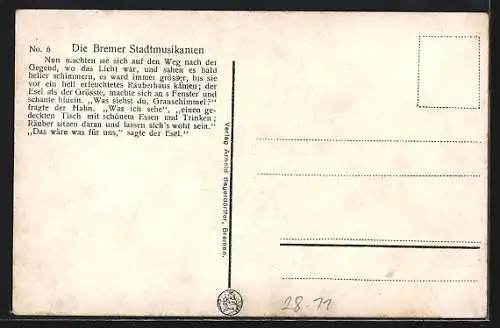 No. 6 Die Bremer Stadtmusikanten
Nun machten sie sich auf den Weg nach der
Gegend, wo das Licht war, und sahen es bald
heller schimmern, es ward immer grösser, bis sie
vor ein hell erleuchtetes Räuberhaus kamen; der
Esel als der Grösste, machte sich ans Fenster und
schaute hinein. „Was siehst du, Grauschimmel?"
fragte der Hahn. „Was ich sehe", „einen ge-
deckten Tisch mit schönem Essen und Trinken;
Räuber sitzen daran und lassen sich's wohl sein."
„Das wäre was für uns," sagte der Esel."
Verlag Arnold Bayerdörffer, Bremen.
28-11